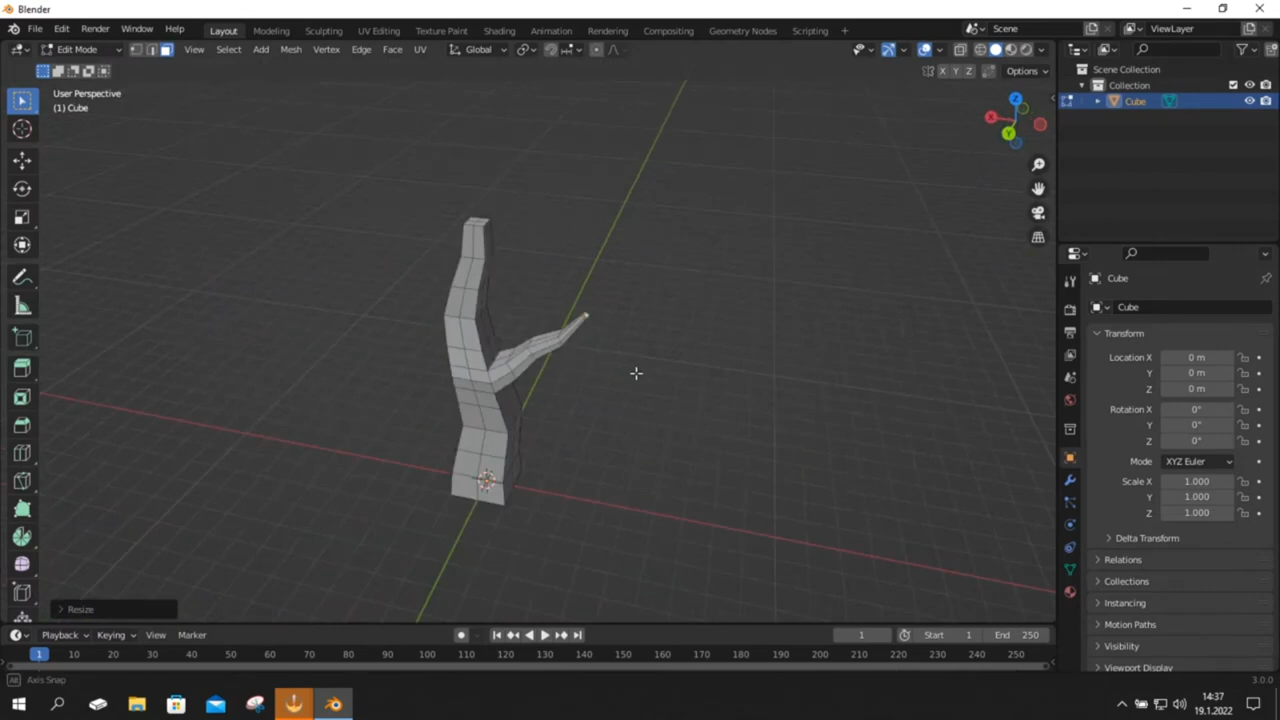 Blender
File Edit Render Window Help Layout Modeling Sculpting UV Editing Texture Paint Shading Animation Rendering Compositing Geometry Nodes Scripting + Scene ViewLayer
Edit Mode View Select Add Mesh Vertex Edge Face UV Global
X Y Z Options
User Perspective
(1) Cube
Z
X
Y
Scene Collection
Collection
Cube
Cube
Cube
Transform
Location X 0 m
Y 0 m
Z 0 m
Rotation X 0°
Y 0°
Z 0°
Mode XYZ Euler
Scale X 1.000
Y 1.000
Z 1.000
Delta Transform
Relations
Collections
Instancing
Motion Paths
Visibility
Viewport Display
Resize
Playback Keying View Marker 1 Start 1 End 250
1 10 20 30 40 50 60 70 80 90 100 110 120 130 140 150 160 170 180 190 200 210 220 230 240 250
Axis Snap 3.0.0
14:37
19.1.2022